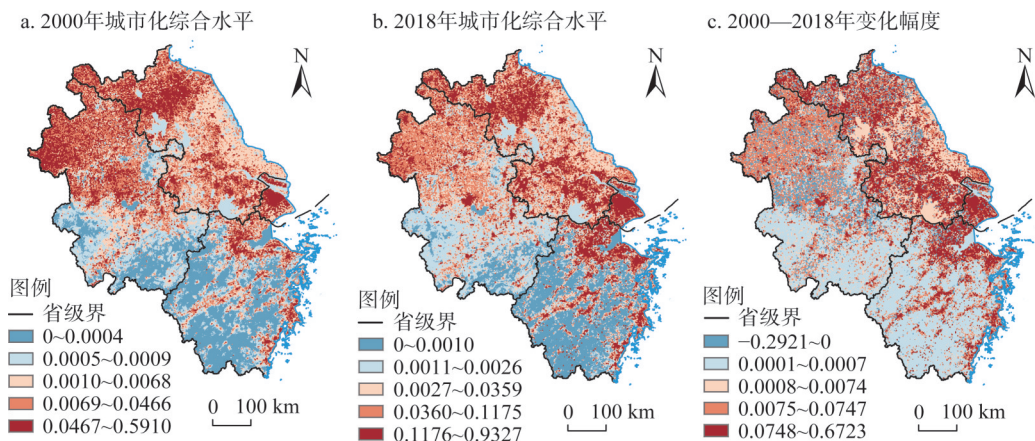 a. 2000年城市化综合水平
N
图例
省级界
0~0.0004
0.0005~0.0009
0.0010~0.0068
0.0069~0.0466
0.0467~0.5910
0 100 km
b. 2018年城市化综合水平
N
图例
省级界
0~0.0010
0.0011~0.0026
0.0027~0.0359
0.0360~0.1175
0.1176~0.9327
0 100 km
c. 2000—2018年变化幅度
N
图例
省级界
−0.2921~0
0.0001~0.0007
0.0008~0.0074
0.0075~0.0747
0.0748~0.6723
0 100 km